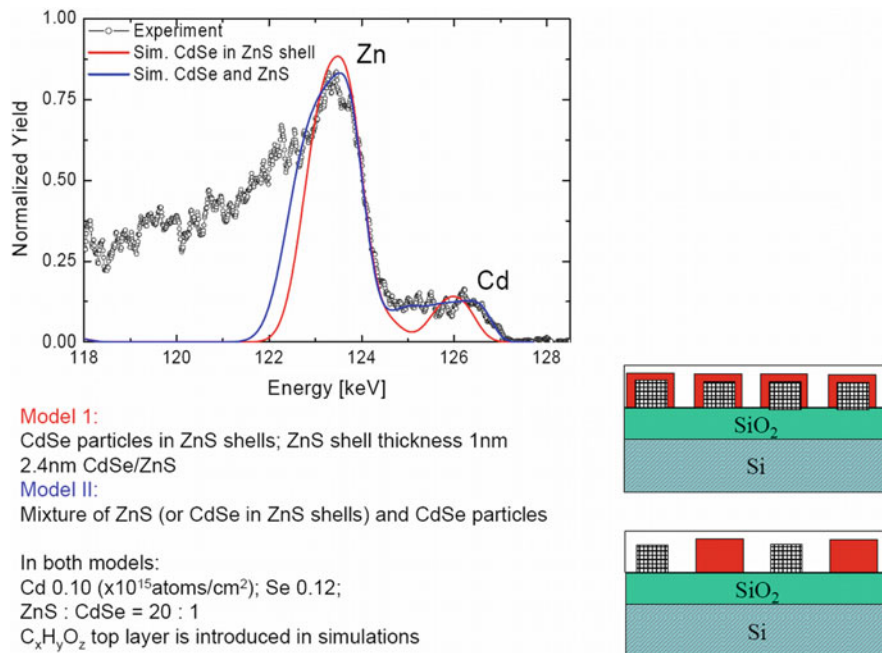 1.00
0.75
0.50
0.25
0.00
Normalized Yield
Experiment
Sim. CdSe in ZnS shell
Sim. CdSe and ZnS
Zn
Cd
118 120 122 124 126 128
Energy [keV]
Model 1:
CdSe particles in ZnS shells; ZnS shell thickness 1nm
2.4nm CdSe/ZnS
Model II:
Mixture of ZnS (or CdSe in ZnS shells) and CdSe particles
In both models:
Cd 0.10 (x10¹⁵atoms/cm²); Se 0.12;
ZnS : CdSe = 20 : 1
CₓHᵧO_z top layer is introduced in simulations
SiO₂
Si
SiO₂
Si